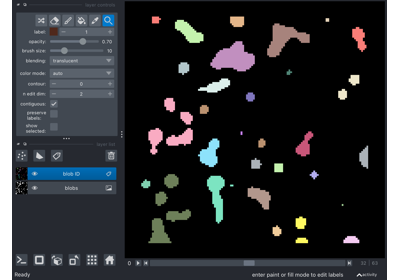 layer controls
label: 1
opacity: 0.70
brush size: 10
blending: translucent
color mode: auto
contour: 0
n edit dim: 2
contiguous:
preserve
labels:
show
selected:
layer list
blob ID
blobs
0
32 / 63
Ready
enter paint or fill mode to edit labels
activity